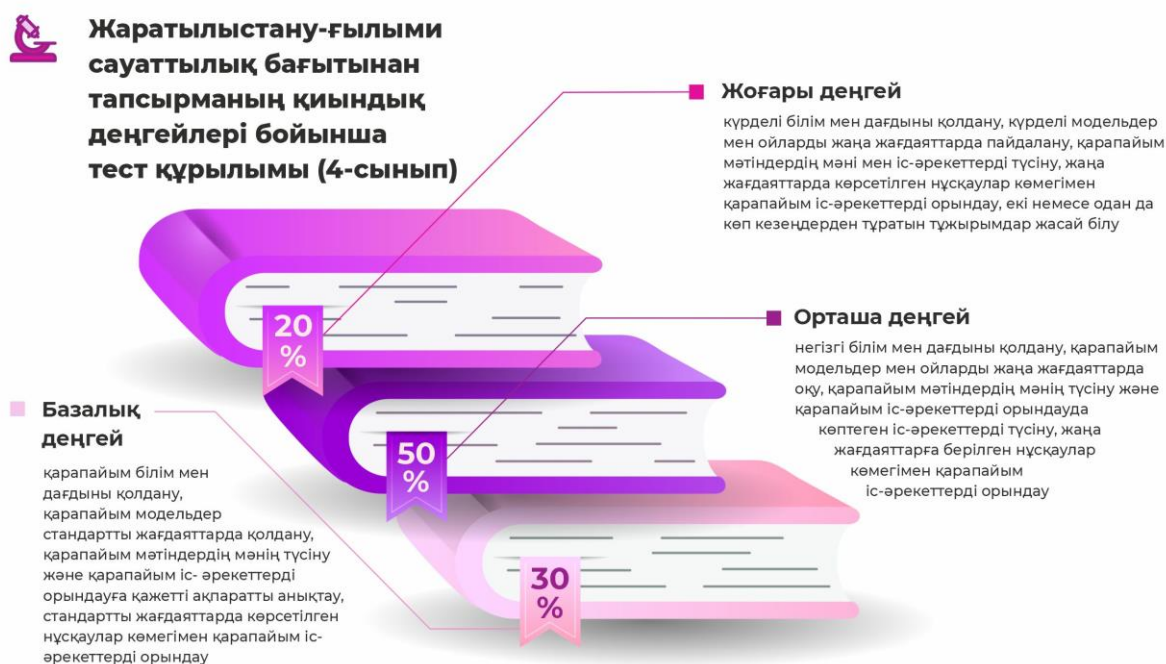 Жаратылыстану-ғылыми
сауаттылық бағытынан
тапсырманың қиындық
деңгейлері бойынша
тест құрылымы (4-сынып)
Жоғары деңгей
күрделі білім мен дағдыны қолдану, күрделі модельдер
мен ойларды жаңа жағдаяттарда пайдалану, қарапайым
мәтіндердің мәні мен іс-әрекеттерді түсіну, жаңа
жағдаяттарда көрсетілген нұсқаулар көмегімен
қарапайым іс-әрекеттерді орындау, екі немесе одан да
көп кезеңдерден тұратын тұжырымдар жасай білу
20
%
Орташа деңгей
негізгі білім мен дағдыны қолдану, қарапайым
модельдер мен ойларды жаңа жағдаяттарда
оқу, қарапайым мәтіндердің мәнін түсіну және
қарапайым іс-әрекеттерді орындауда
көптеген іс-әрекеттерді түсіну, жаңа
жағдаяттарға берілген нұсқаулар
көмегімен қарапайым
іс-әрекеттерді орындау
50
%
Базалық
деңгей
қарапайым білім мен
дағдыны қолдану,
қарапайым модельдер
стандартты жағдаяттарда қолдану,
қарапайым мәтіндердің мәнін түсіну
және қарапайым іс- әрекеттерді
орындауға қажетті ақпаратты анықтау,
стандартты жағдаяттарда көрсетілген
нұсқаулар көмегімен қарапайым іс-
әрекеттерді орындау
30
%